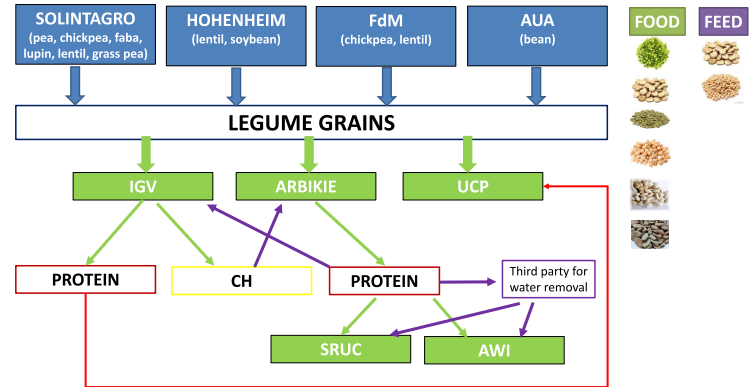 SOLINTAGRO
(pea, chickpea, faba,
lupin, lentil, grass pea)
HOHENHEIM
(lentil, soybean)
FdM
(chickpea, lentil)
AUA
(bean)
FOOD
FEED
LEGUME GRAINS
IGV
ARBIKIE
UCP
PROTEIN
CH
PROTEIN
Third party for
water removal
SRUC
AWI